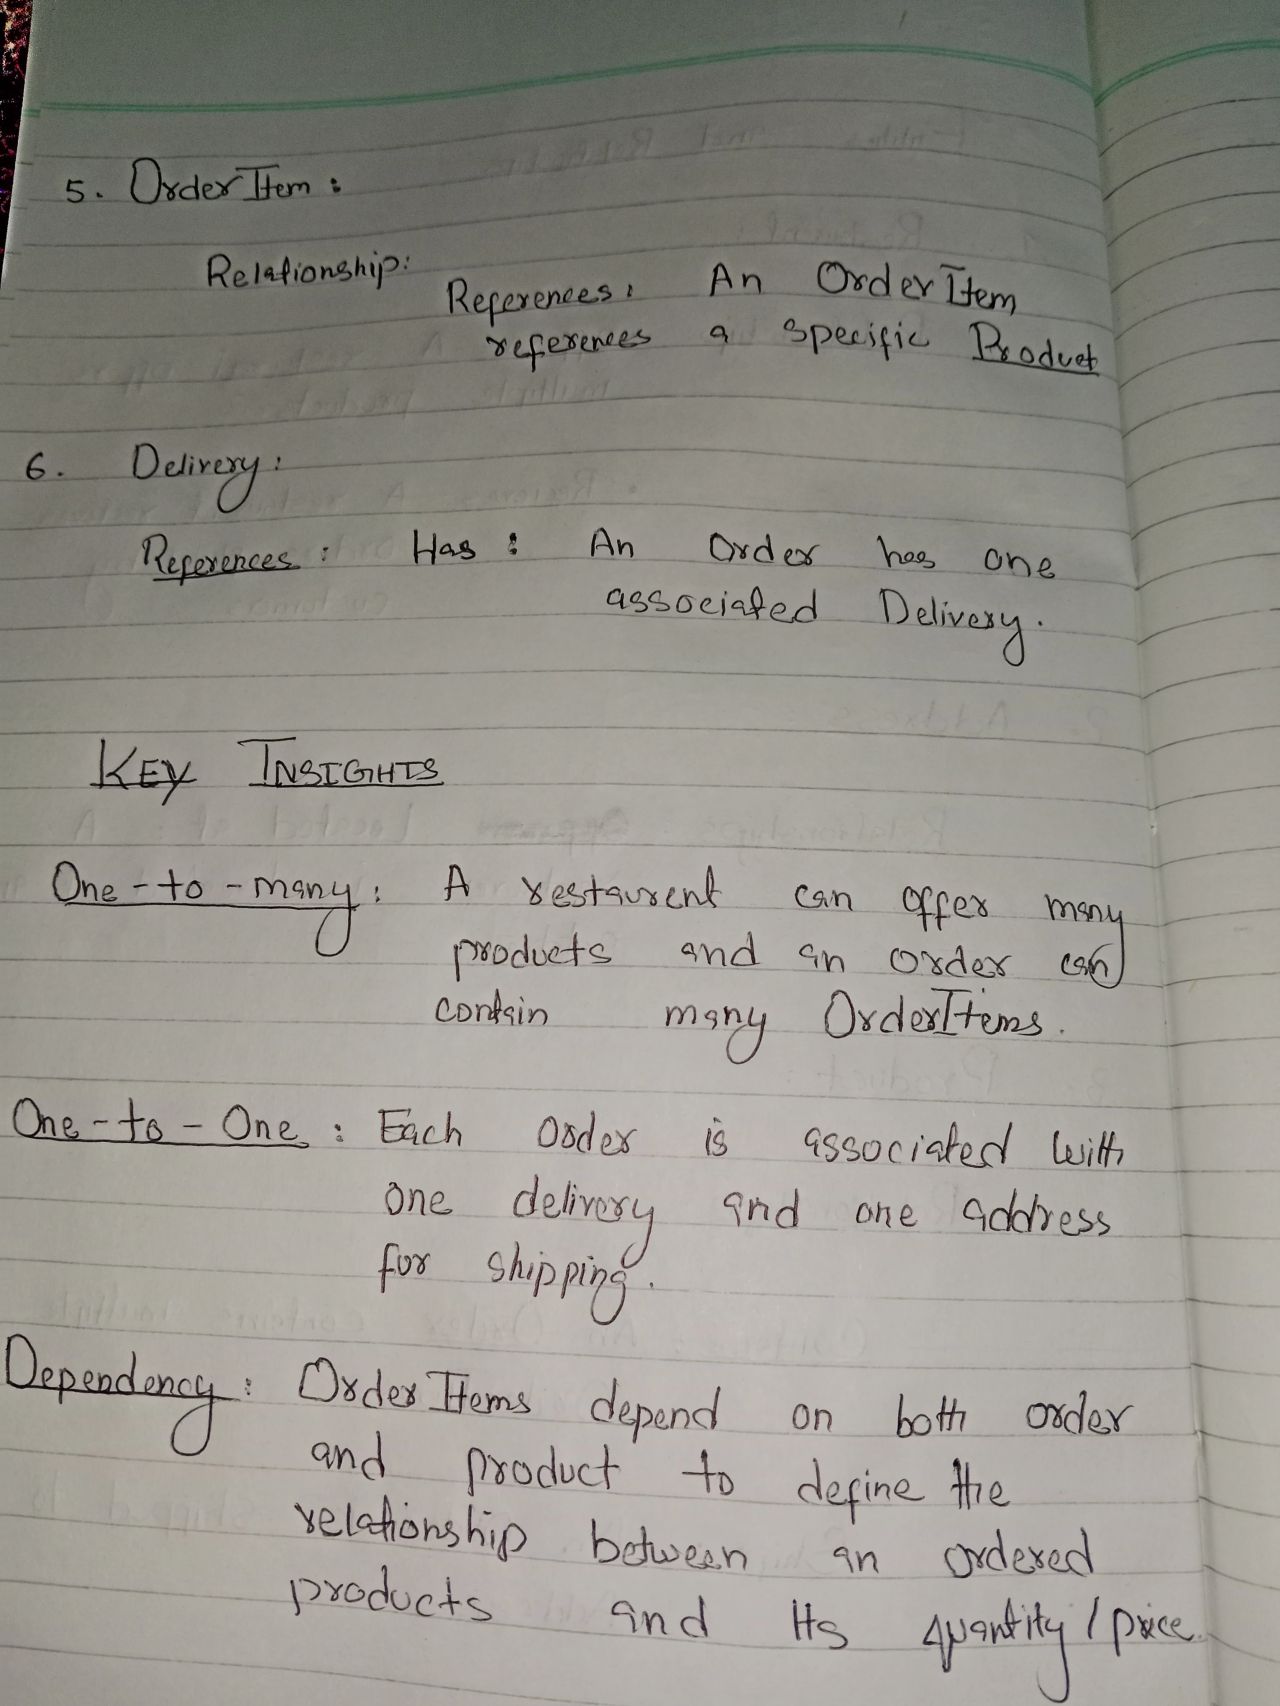 5. OrderItem :
Relationship:
References: An OrderItem
references a specific Product
6. Delivery:
References : Has : An Order has one
associated Delivery.
KEY INSIGHTS
One-to-many: A restaurent can offer many
products and an order can
contain many OrderItems.
One-to-One : Each order is associated with
one delivery and one address
for shipping.
Dependency: OrderItems depend on both order
and product to define the
relationship between an ordered
products and its quantity/price.